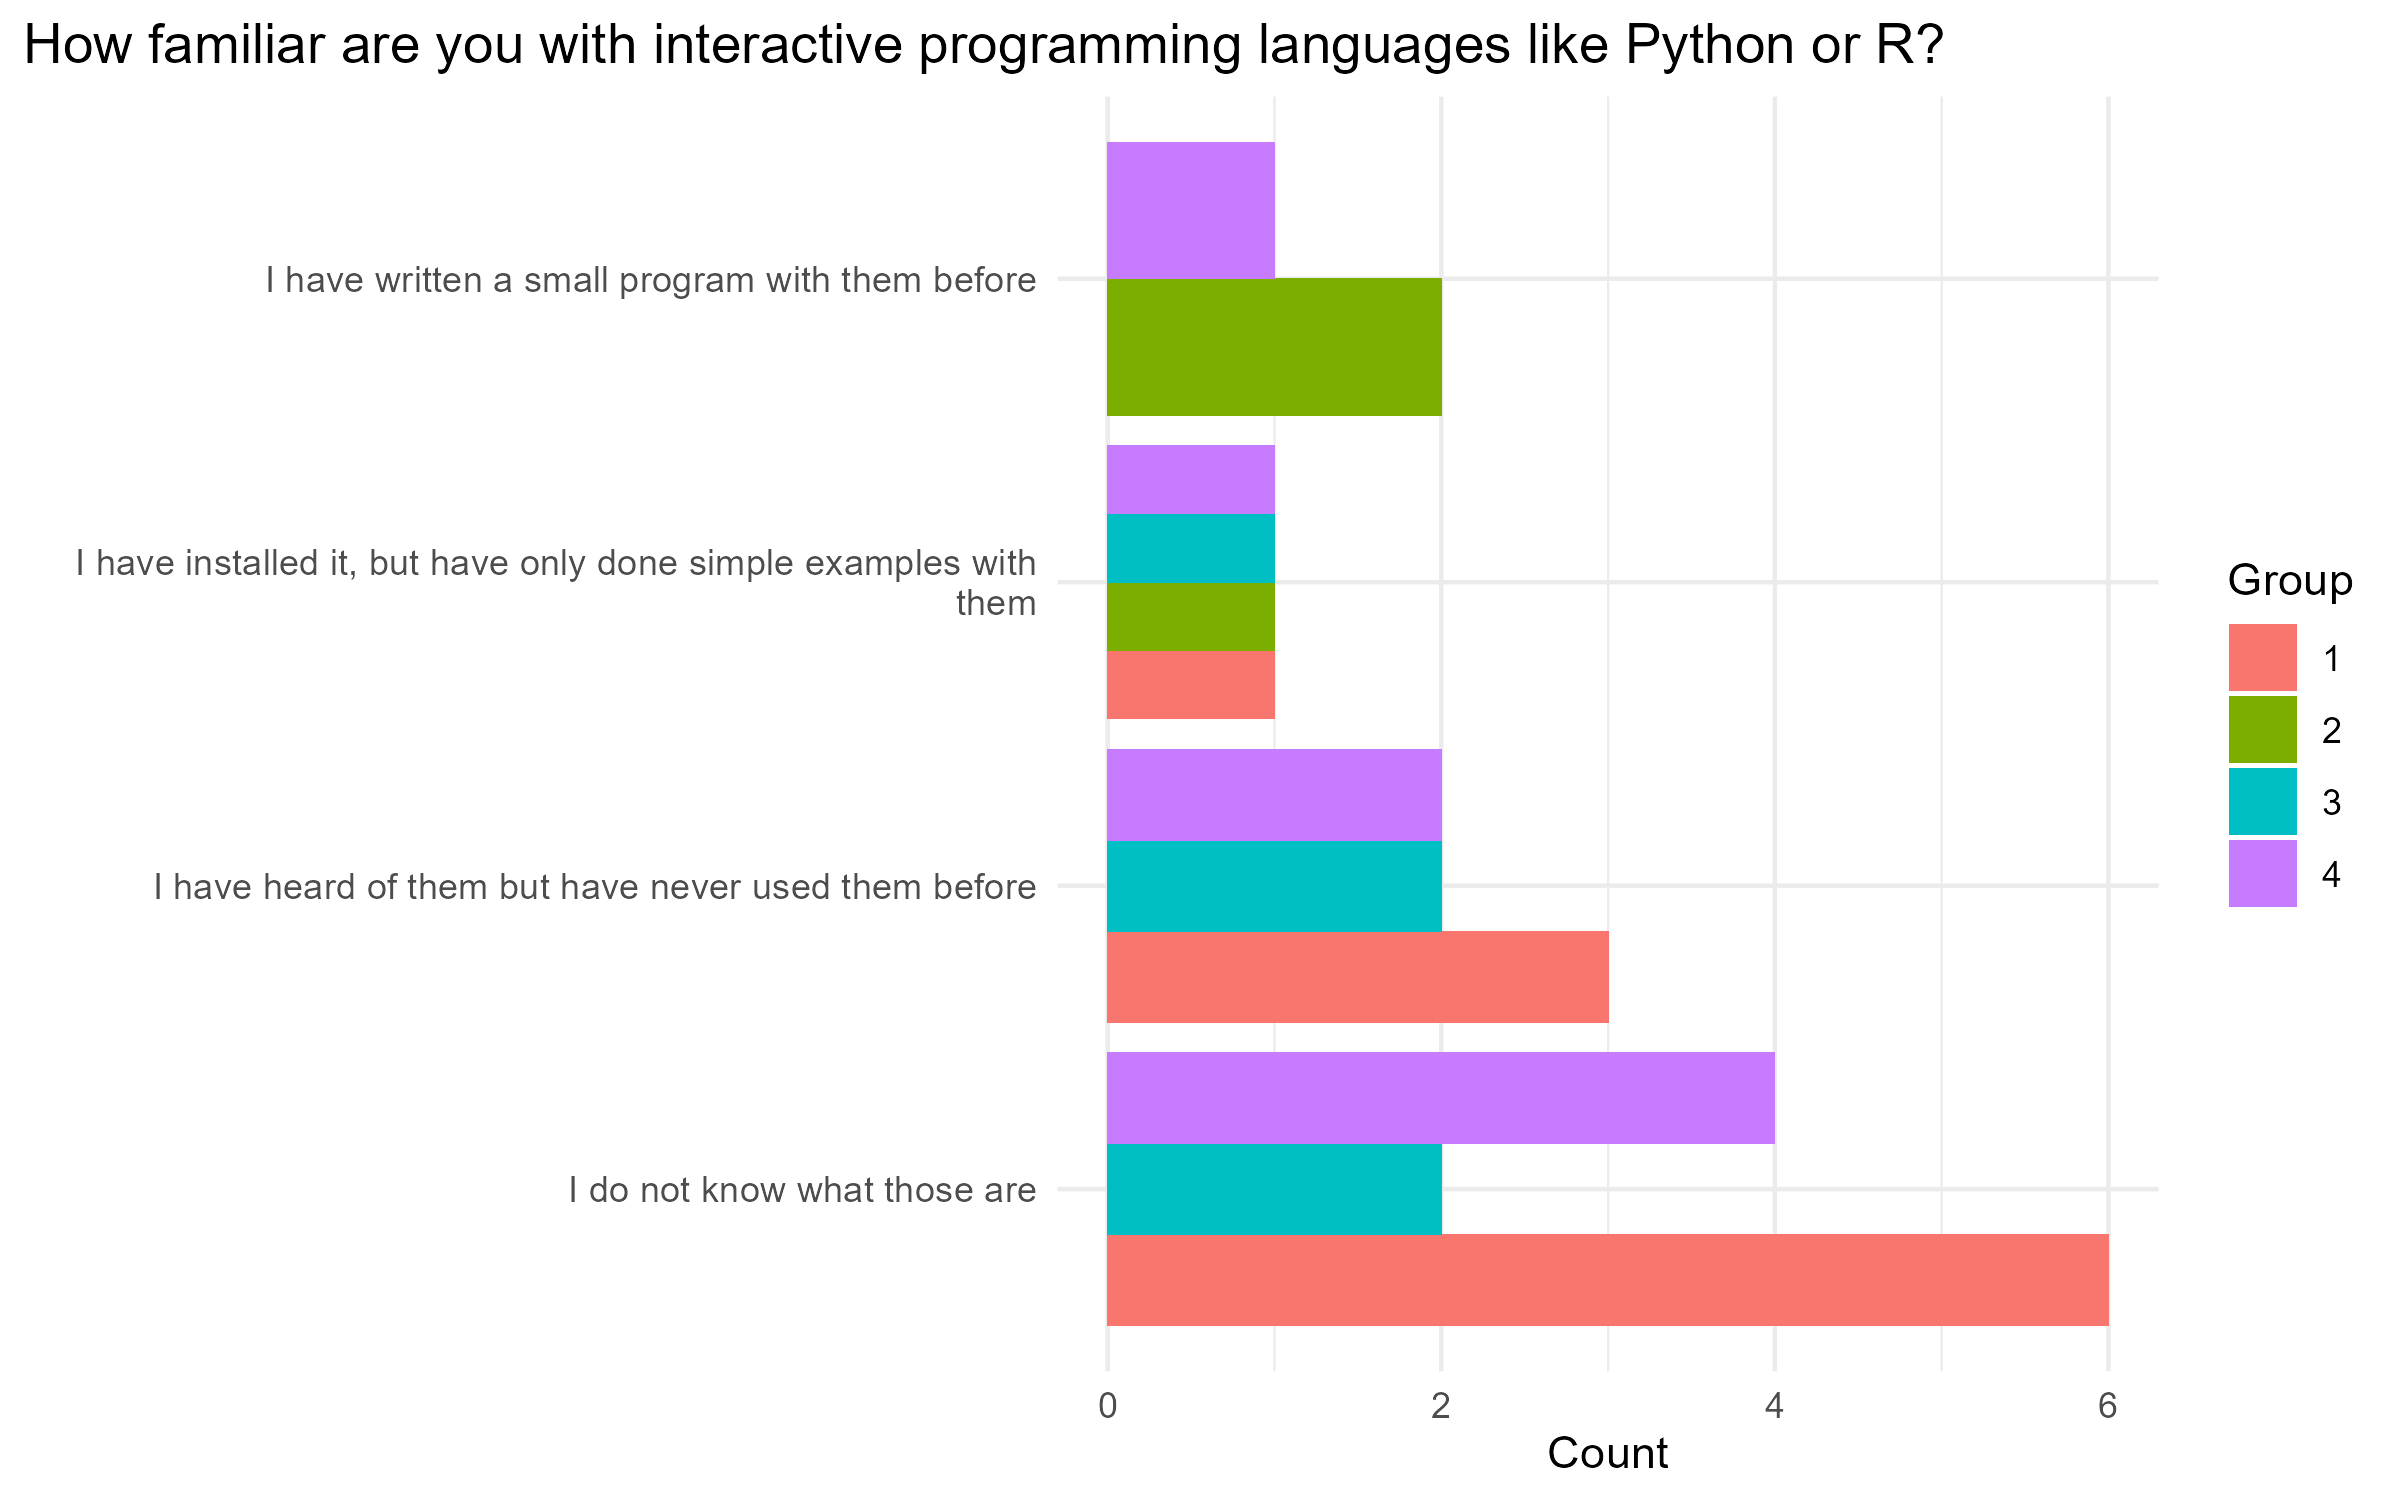 How familiar are you with interactive programming languages like Python or R?
I have written a small program with them before
I have installed it, but have only done simple examples with
them
I have heard of them but have never used them before
I do not know what those are
0
2
4
6
Count
Group
1
2
3
4